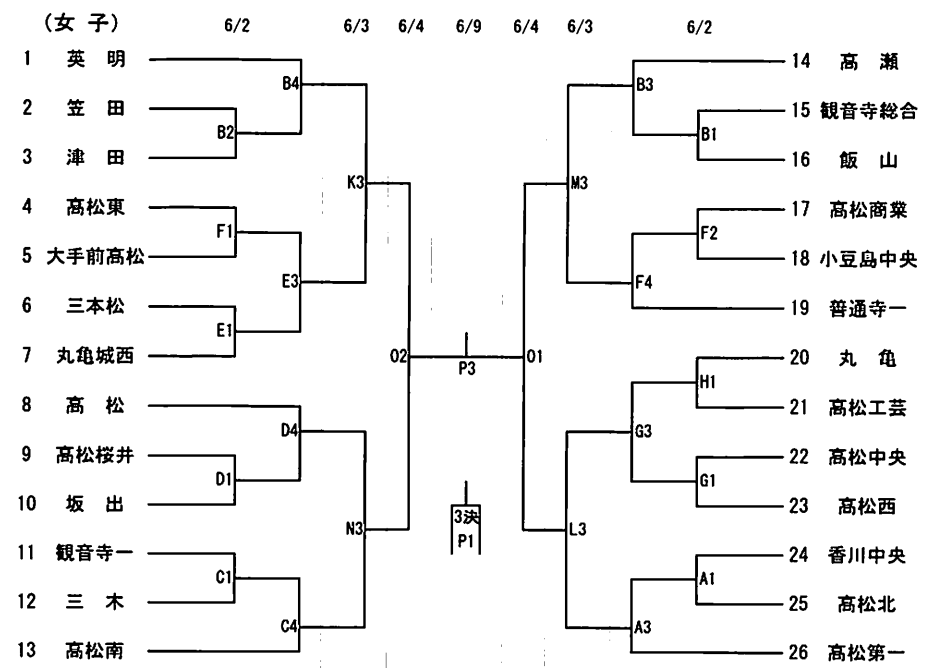 (女子) 6/2 6/3 6/4 6/9 6/4 6/3 6/2
1 英明
B4
2 笠田
B2
3 津田
K3
4 高松東
F1
5 大手前高松
E3
6 三本松
E1
7 丸亀城西
O2
8 高松
D4
9 高松桜井
D1
10 坂出
N3
11 観音寺一
C1
12 三木
C4
13 高松南
P3
3決
P1
14 高瀬
B3
15 観音寺総合
B1
16 飯山
M3
17 高松商業
F2
18 小豆島中央
F4
19 善通寺一
O1
20 丸亀
H1
21 高松工芸
G3
22 高松中央
G1
23 高松西
L3
24 香川中央
A1
25 高松北
A3
26 高松第一